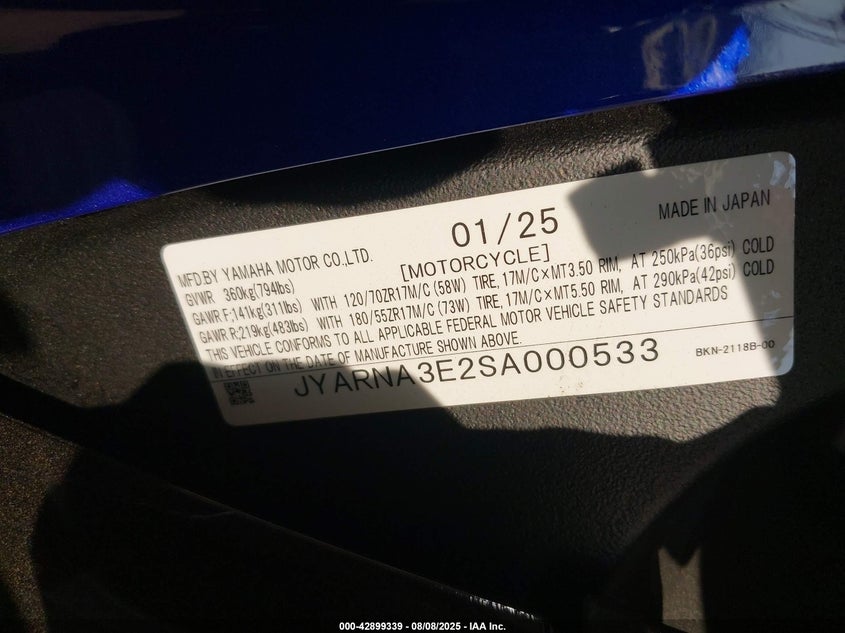 01/25
MADE IN JAPAN
MFD.BY YAMAHA MOTOR CO.,LTD.
[MOTORCYCLE]
GVWR 360kg(794lbs)
GAWR F;141kg(311lbs) WITH 120/70ZR17M/C (58W) TIRE, 17M/C×MT3.50 RIM, AT 250kPa(36psi) COLD
GAWR R;219kg(483lbs) WITH 180/55ZR17M/C (73W) TIRE, 17M/C×MT5.50 RIM, AT 290kPa(42psi) COLD
THIS VEHICLE CONFORMS TO ALL APPLICABLE FEDERAL MOTOR VEHICLE SAFETY STANDARDS
IN EFFECT ON THE DATE OF MANUFACTURE SHOWN ABOVE.
JYARNA3E2SA000533
BKN-2118B-00
000-42899339 - 08/08/2025 - IAA Inc.